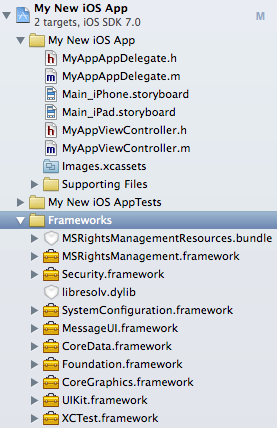 My New iOS App
M
2 targets, iOS SDK 7.0
My New iOS App
h MyAppAppDelegate.h
m MyAppAppDelegate.m
Main_iPhone.storyboard
Main_iPad.storyboard
h MyAppViewController.h
m MyAppViewController.m
Images.xcassets
Supporting Files
My New iOS AppTests
Frameworks
MSRightsManagementResources.bundle
MSRightsManagement.framework
Security.framework
libresolv.dylib
SystemConfiguration.framework
MessageUI.framework
CoreData.framework
Foundation.framework
CoreGraphics.framework
UIKit.framework
XCTest.framework